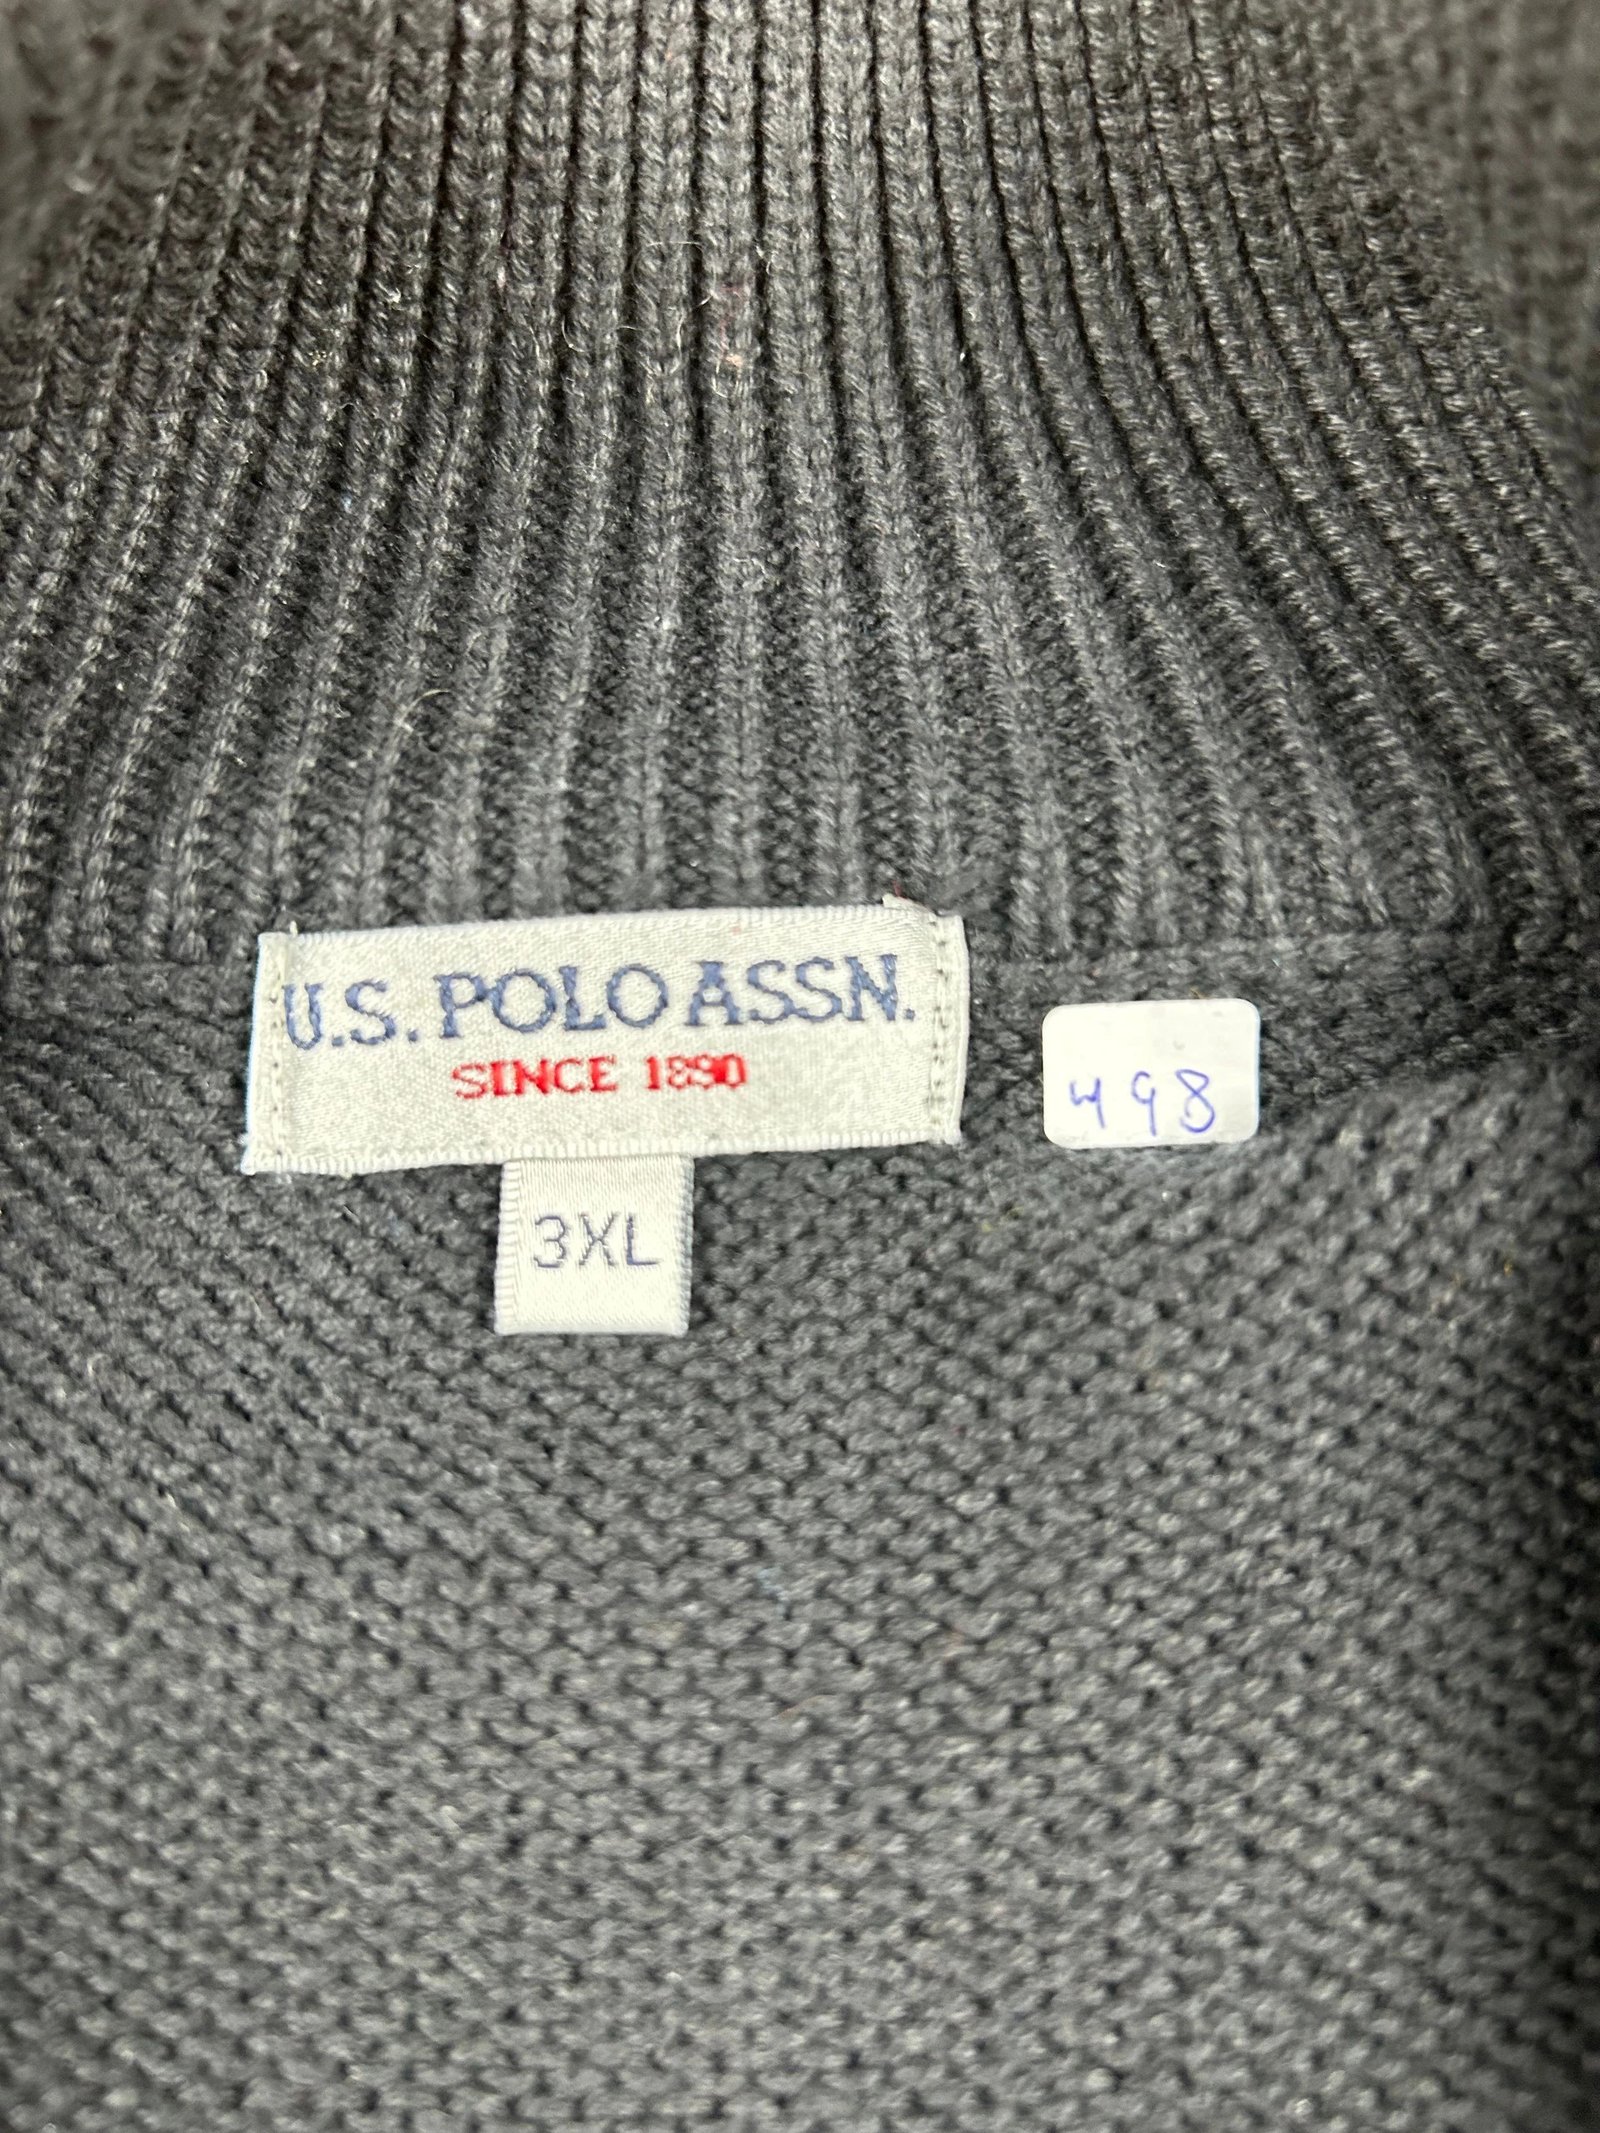 U.S. POLO ASSN.
SINCE 1890
498
3XL